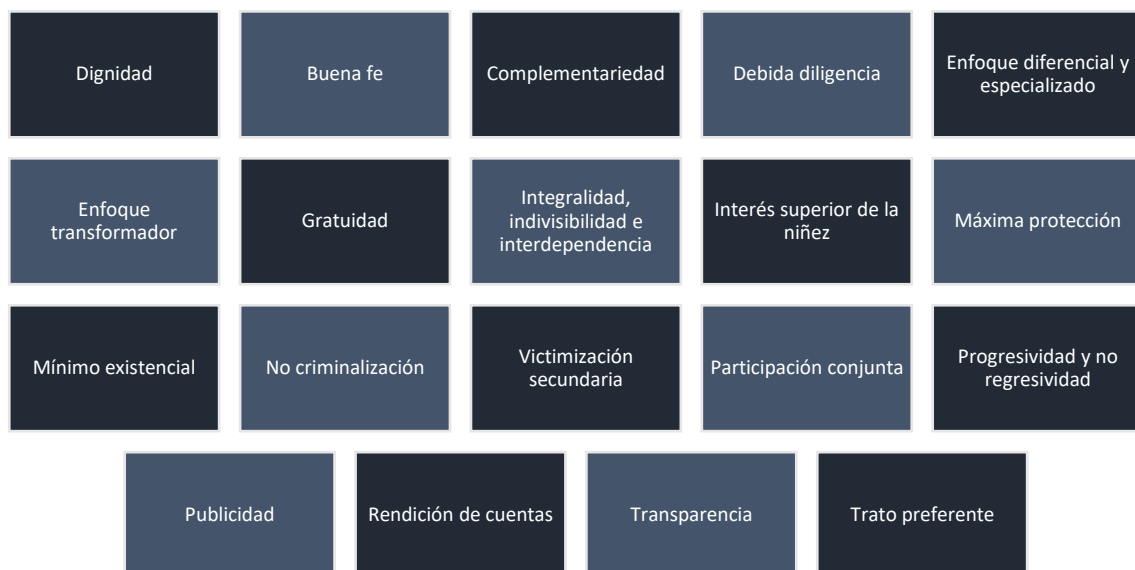 Dignidad
Buena fe
Complementariedad
Debida diligencia
Enfoque diferencial y
especializado
Enfoque
transformador
Gratuidad
Integralidad,
indivisibilidad e
interdependencia
Interés superior de la
niñez
Máxima protección
Mínimo existencial
No criminalización
Victimización
secundaria
Participación conjunta
Progresividad y no
regresividad
Publicidad
Rendición de cuentas
Transparencia
Trato preferente